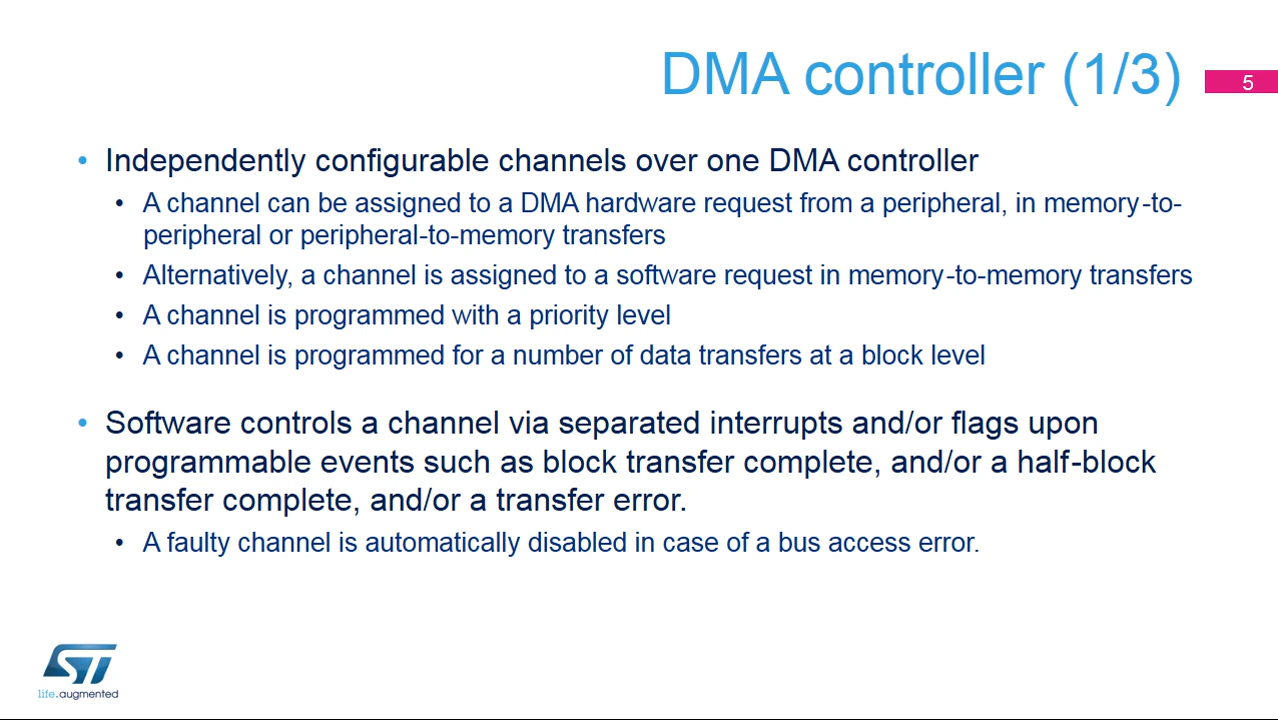 DMA controller (1/3)
5
• Independently configurable channels over one DMA controller
• A channel can be assigned to a DMA hardware request from a peripheral, in memory-to-
peripheral or peripheral-to-memory transfers
• Alternatively, a channel is assigned to a software request in memory-to-memory transfers
• A channel is programmed with a priority level
• A channel is programmed for a number of data transfers at a block level
• Software controls a channel via separated interrupts and/or flags upon
programmable events such as block transfer complete, and/or a half-block
transfer complete, and/or a transfer error.
• A faulty channel is automatically disabled in case of a bus access error.
ST
life.augmented